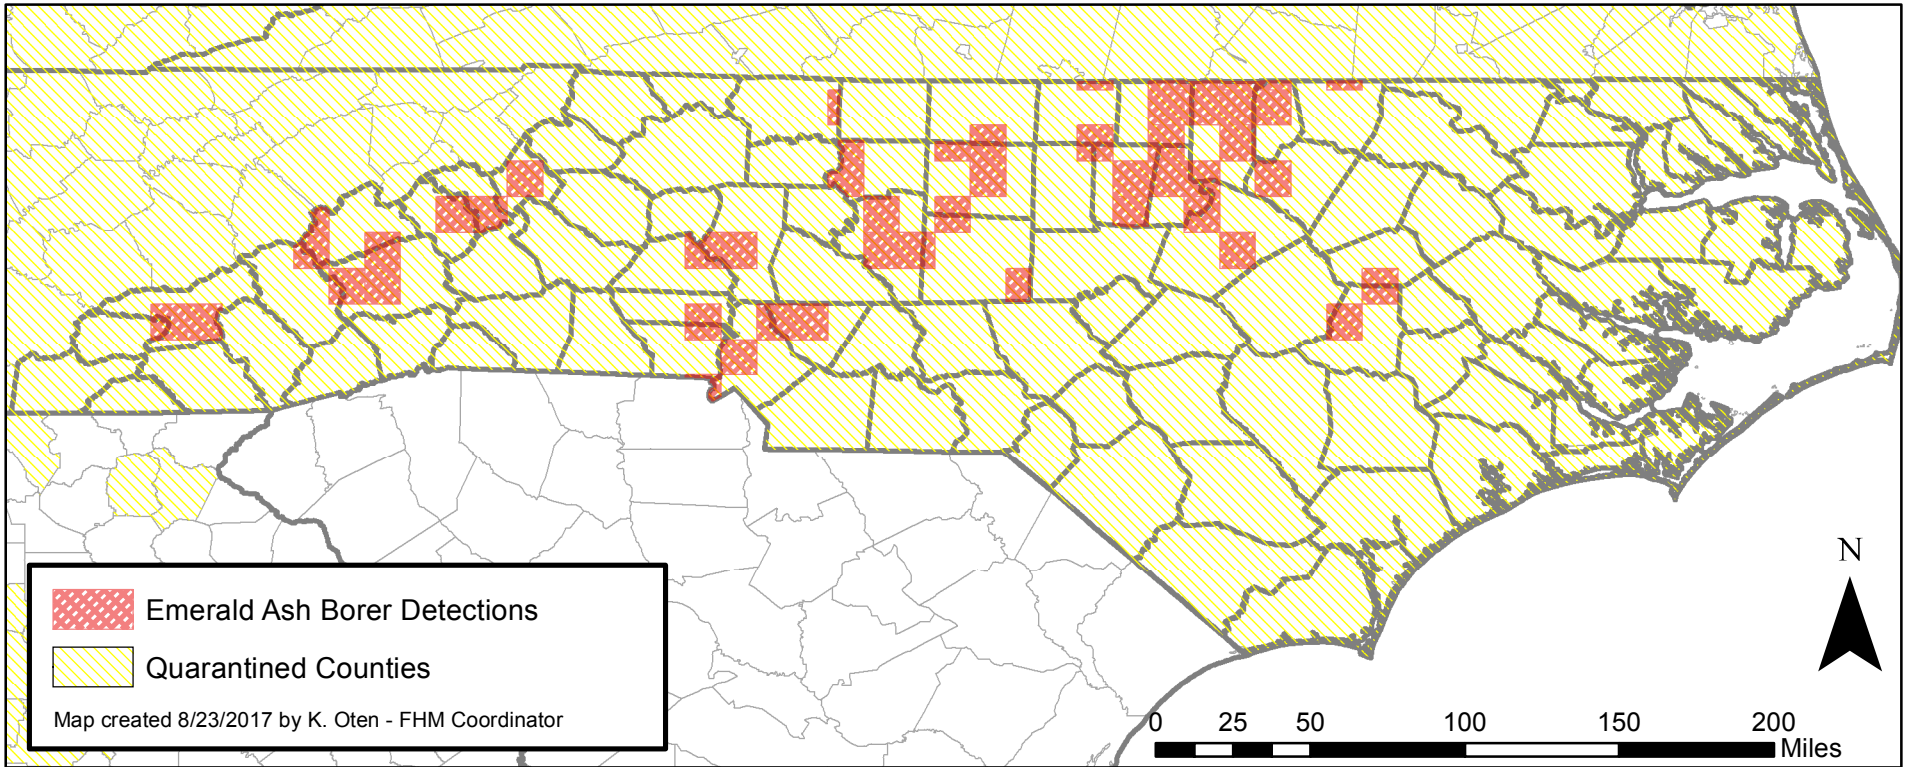 N
Emerald Ash Borer Detections
Quarantined Counties
Map created 8/23/2017 by K. Oten - FHM Coordinator
0 25 50 100 150 200
Miles